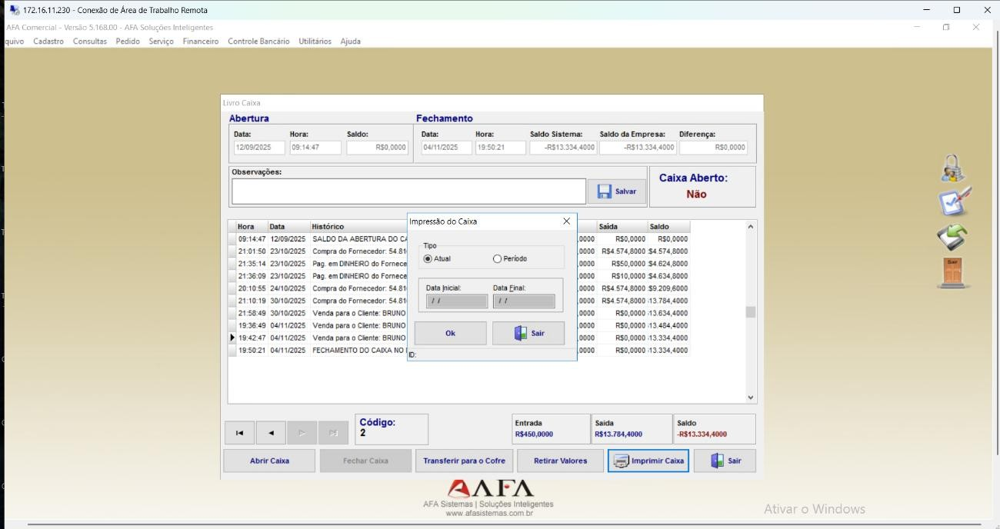 172.16.11.230 - Conexão de Área de Trabalho Remota
AFA Comercial - Versão 5.168.00 - AFA Soluções Inteligentes
quivo Cadastro Consultas Pedido Serviço Financeiro Controle Bancário Utilitários Ajuda
Livro Caixa
Abertura Fechamento
Data: Hora: Saldo: Data: Hora: Saldo Sistema: Saldo da Empresa: Diferença:
12/09/2025 09:14:47 R$0,0000 04/11/2025 19:50:21 -R$13.334,4000 -R$13.334,4000 R$0,0000
Observações:
Salvar
Caixa Aberto:
Não
Hora Data Histórico Saída Saldo
09:14:47 12/09/2025 SALDO DA ABERTURA DO CA 0000 R$0,0000 R$0,0000
21:01:50 23/10/2025 Compra do Fornecedor: 54.81 0000 R$4.574,8000 $4.574,8000
21:35:14 23/10/2025 Pag. em DINHEIRO do Fornece 0000 R$50,0000 $4.624,8000
21:36:09 23/10/2025 Pag. em DINHEIRO do Fornece 0000 R$10,0000 $4.634,8000
20:10:55 24/10/2025 Compra do Fornecedor: 54.81 0000 R$4.574,8000 $9.209,6000
21:10:19 30/10/2025 Compra do Fornecedor: 54.81 0000 R$4.574,8000 13.784,4000
21:58:49 30/10/2025 Venda para o Cliente: BRUNO 0000 R$0,0000 13.634,4000
19:36:49 04/11/2025 Venda para o Cliente: BRUNO 0000 R$0,0000 13.484,4000
19:42:47 04/11/2025 Venda para o Cliente: BRUNO 0000 R$0,0000 13.334,4000
19:50:21 04/11/2025 FECHAMENTO DO CAIXA NO 0000 R$0,0000 13.334,4000
Impressão do Caixa
Tipo
Atual Período
Data Inicial: Data Final:
/ / / /
Ok Sair
ID:
Código:
2
Entrada Saída Saldo
R$450,0000 R$13.784,4000 -R$13.334,4000
Abrir Caixa Fechar Caixa Transferir para o Cofre Retirar Valores Imprimir Caixa Sair
Sair
AFA
AFA Sistemas | Soluções Inteligentes
www.afasistemas.com.br
Ativar o Windows